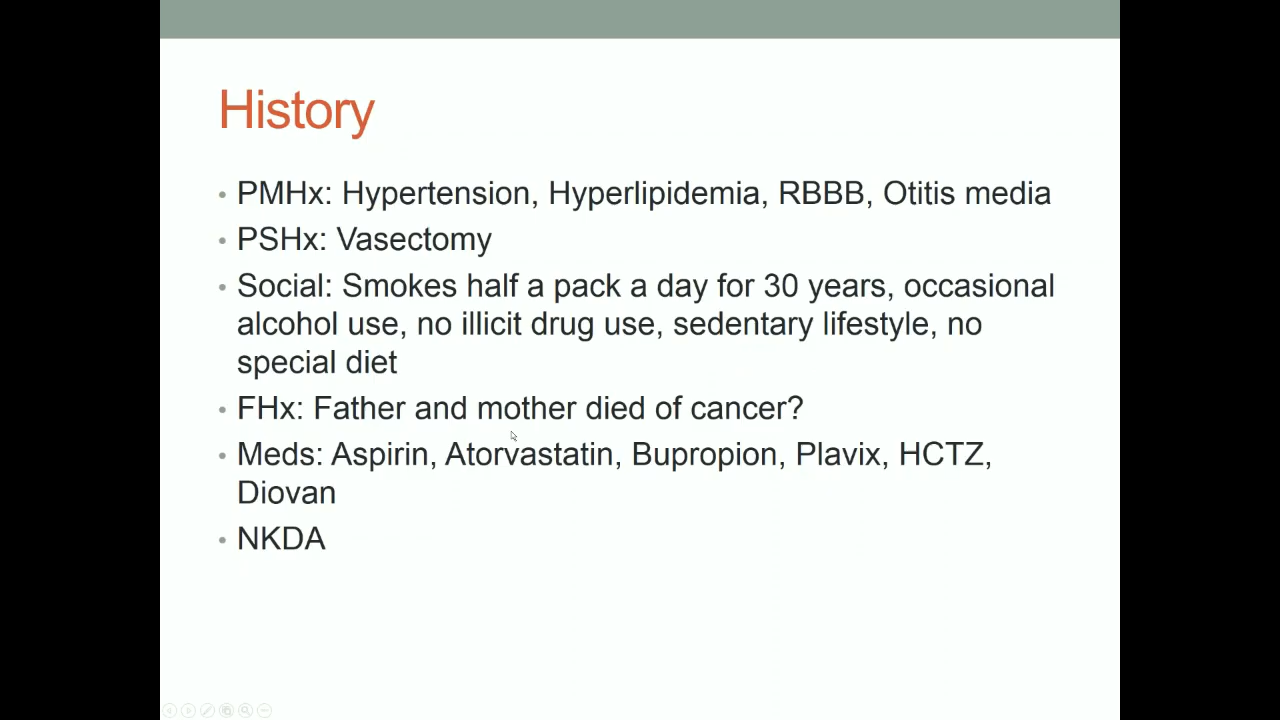 History
• PMHx: Hypertension, Hyperlipidemia, RBBB, Otitis media
• PSHx: Vasectomy
• Social: Smokes half a pack a day for 30 years, occasional
alcohol use, no illicit drug use, sedentary lifestyle, no
special diet
• FHx: Father and mother died of cancer?
• Meds: Aspirin, Atorvastatin, Bupropion, Plavix, HCTZ,
Diovan
• NKDA